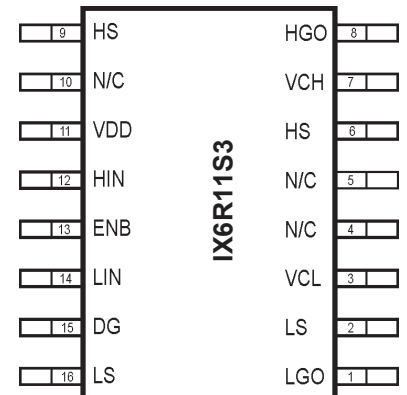 9 HS HGO 8
10 N/C VCH 7
11 VDD HS 6
12 HIN N/C 5
IX6R11S3
13 ENB N/C 4
14 LIN VCL 3
15 DG LS 2
16 LS LGO 1